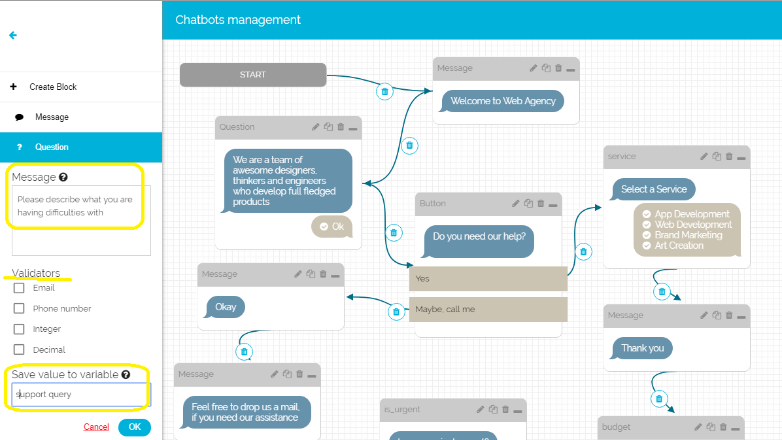 Chatbots management
Create Block
Message
Question
Message
Please describe what you are
having difficulties with
Validators
Email
Phone number
Integer
Decimal
Save value to variable
support query
Cancel
OK
START
Message
Welcome to Web Agency
Question
We are a team of
awesome designers,
thinkers and engineers
who develop full fledged
products
Ok
Button
Do you need our help?
Yes
Maybe, call me
service
Select a Service
App Development
Web Development
Brand Marketing
Art Creation
Message
Okay
Message
Thank you
Message
Feel free to drop us a mail,
if you need our assistance
is_urgent
budget